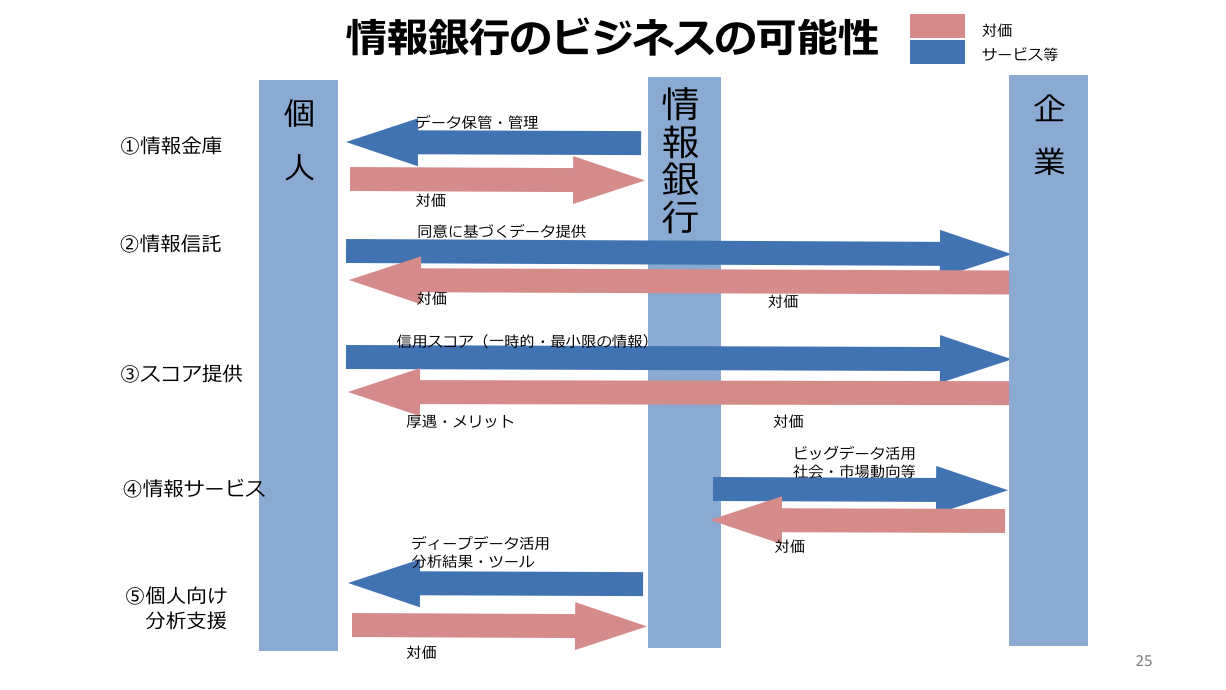 情報銀行のビジネスの可能性
対価
サービス等
個人
情報銀行
企業
①情報金庫
データ保管・管理
対価
②情報信託
同意に基づくデータ提供
対価
対価
③スコア提供
信用スコア（一時的・最小限の情報）
厚遇・メリット
対価
④情報サービス
ビッグデータ活用
社会・市場動向等
対価
⑤個人向け
分析支援
ディープデータ活用
分析結果・ツール
対価
25